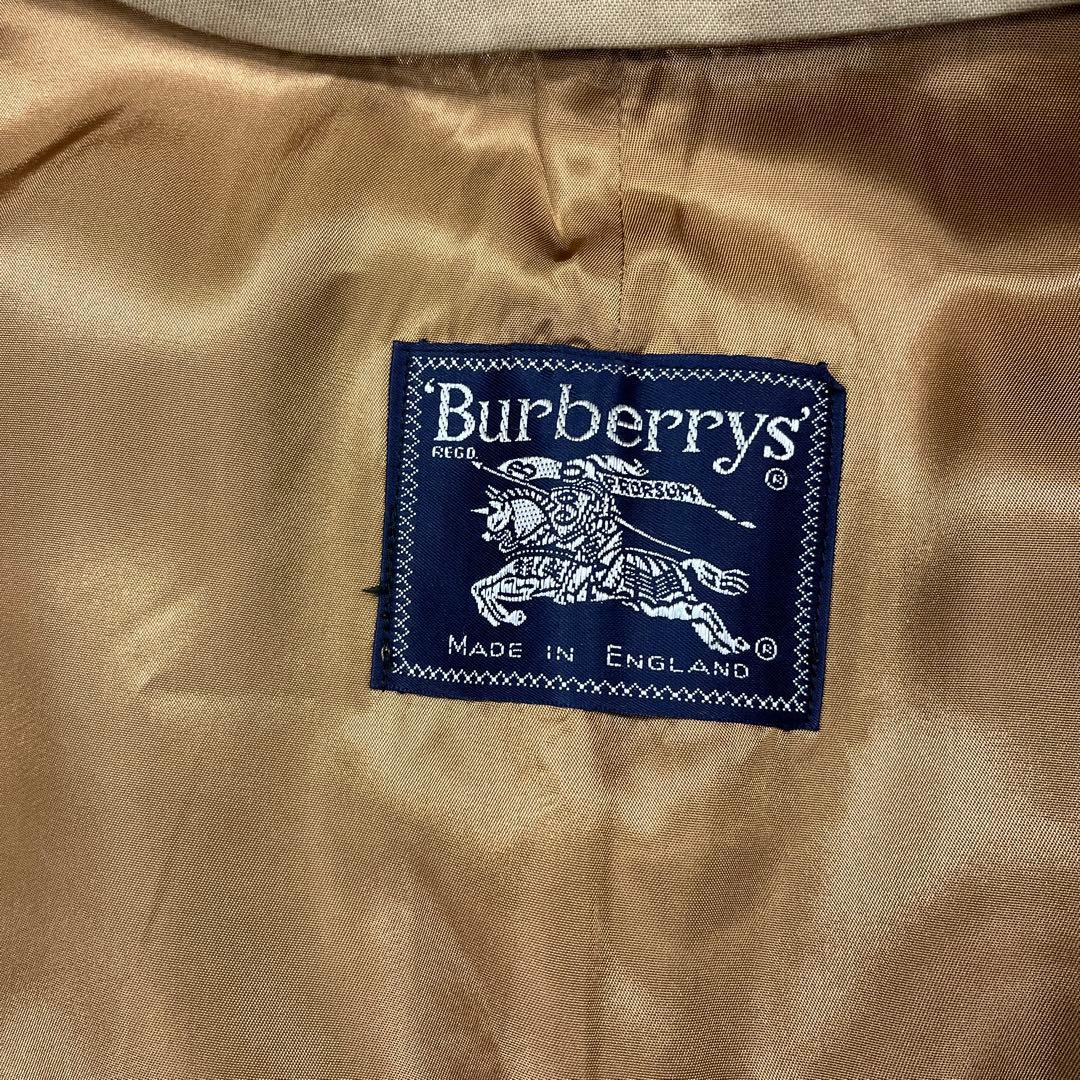 'Burberrys'
REGD.
®
PRORSUM
®
MADE IN ENGLAND